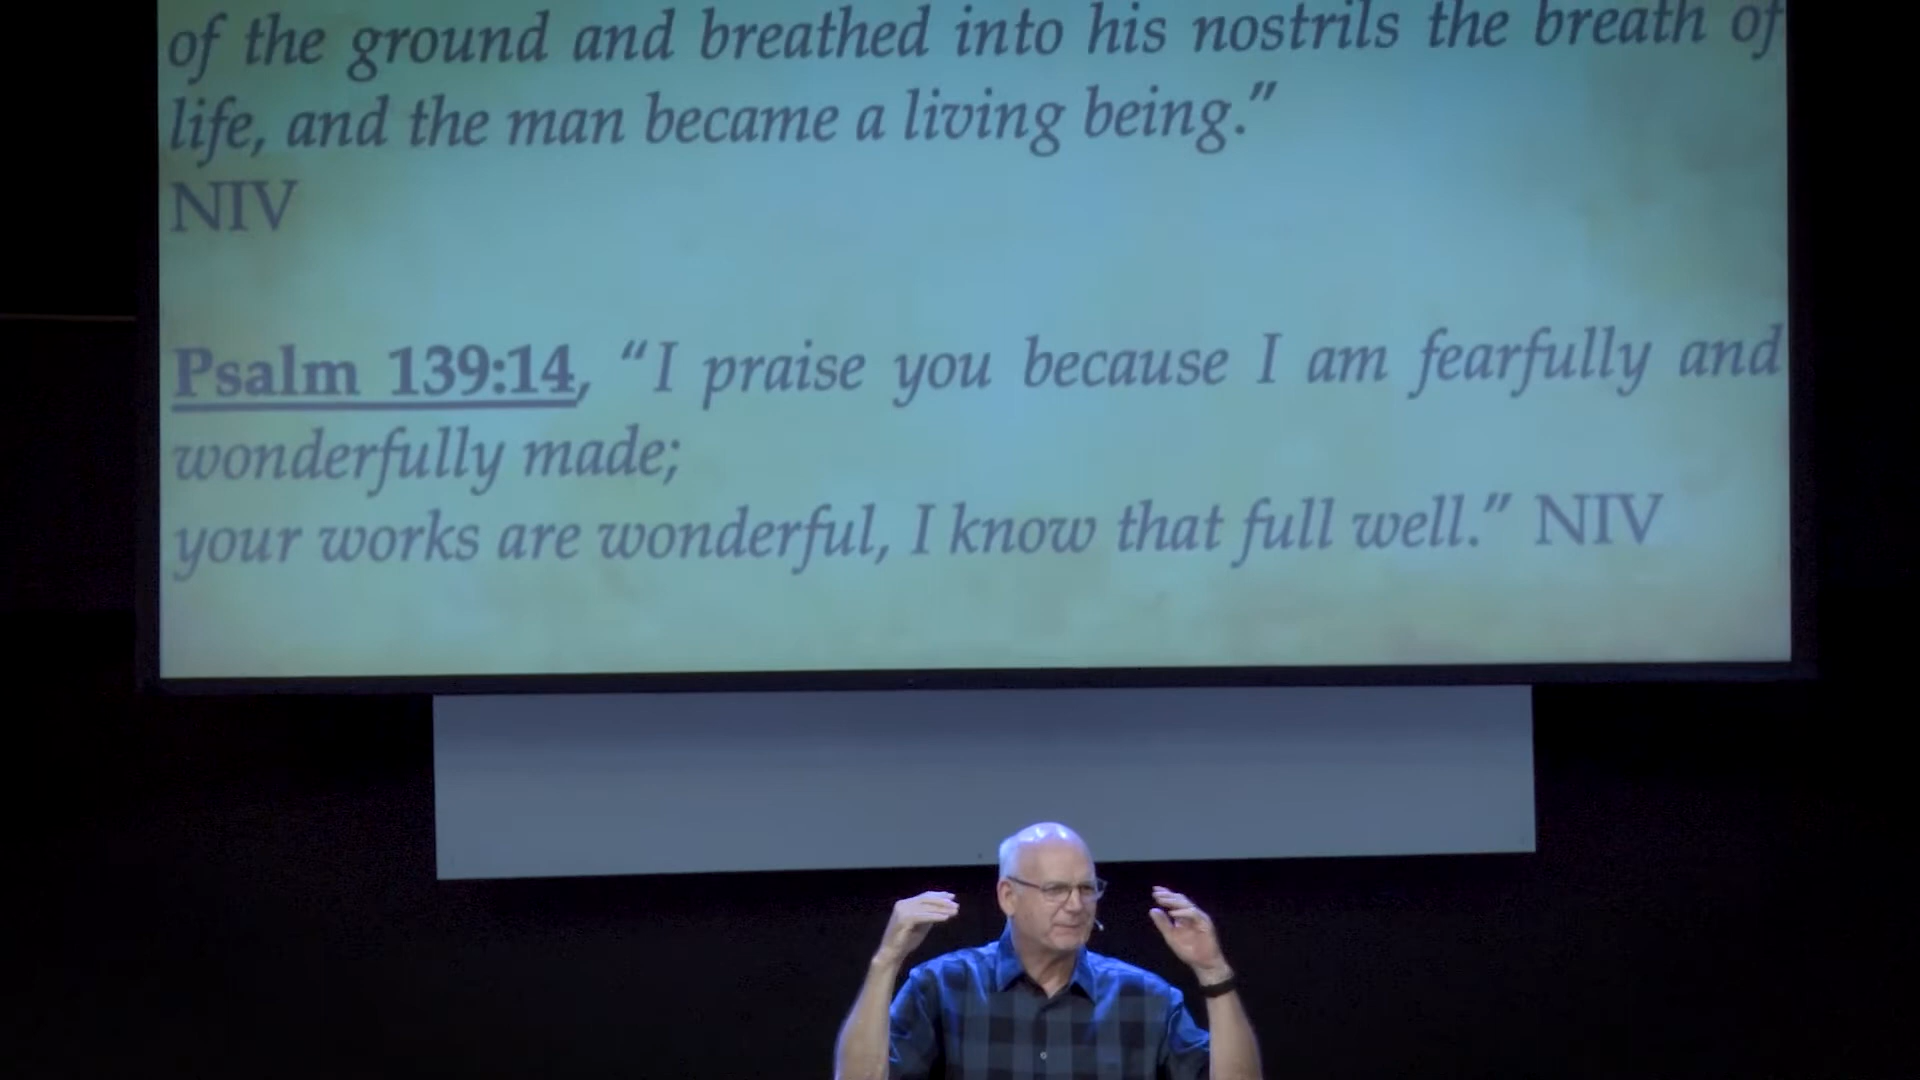 of the ground and breathed into his nostrils the breath of
life, and the man became a living being.”
NIV
Psalm 139:14, “I praise you because I am fearfully and
wonderfully made;
your works are wonderful, I know that full well.” NIV